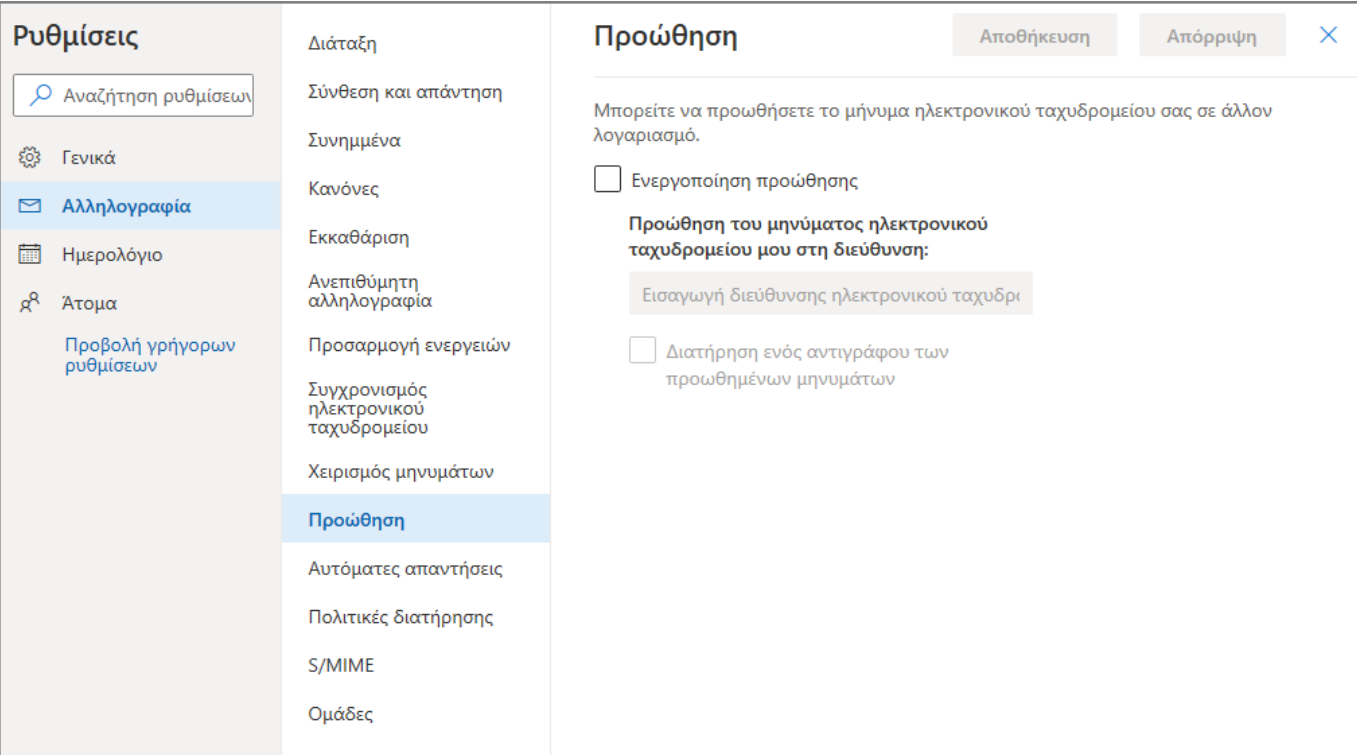 Ρυθμίσεις
Αναζήτηση ρυθμίσεων
Γενικά
Αλληλογραφία
Ημερολόγιο
Άτομα
Προβολή γρήγορων
ρυθμίσεων
Διάταξη
Σύνθεση και απάντηση
Συνημμένα
Κανόνες
Εκκαθάριση
Ανεπιθύμητη
αλληλογραφία
Προσαρμογή ενεργειών
Συγχρονισμός
ηλεκτρονικού
ταχυδρομείου
Χειρισμός μηνυμάτων
Προώθηση
Αυτόματες απαντήσεις
Πολιτικές διατήρησης
S/MIME
Ομάδες
Προώθηση
Αποθήκευση
Απόρριψη
Μπορείτε να προωθήσετε το μήνυμα ηλεκτρονικού ταχυδρομείου σας σε άλλον
λογαριασμό.
Ενεργοποίηση προώθησης
Προώθηση του μηνύματος ηλεκτρονικού
ταχυδρομείου μου στη διεύθυνση:
Εισαγωγή διεύθυνσης ηλεκτρονικού ταχυδρο
Διατήρηση ενός αντιγράφου των
προωθημένων μηνυμάτων